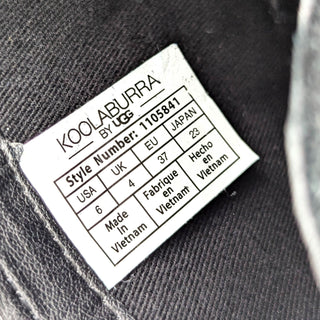 KOOLABURRA
BY UGG
Style Number: 1105841
USA UK EU JAPAN
6 4 37 23
Made in Vietnam Fabrique en Vietnam Hecho en Vietnam